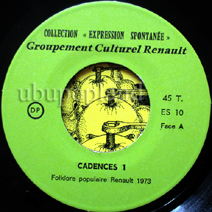 COLLECTION « EXPRESSION SPONTANÉE »
Groupement Culturel Renault
DP
45 T.
ES 10
Face A
CADENCES 1
Folklore populaire Renault 1973